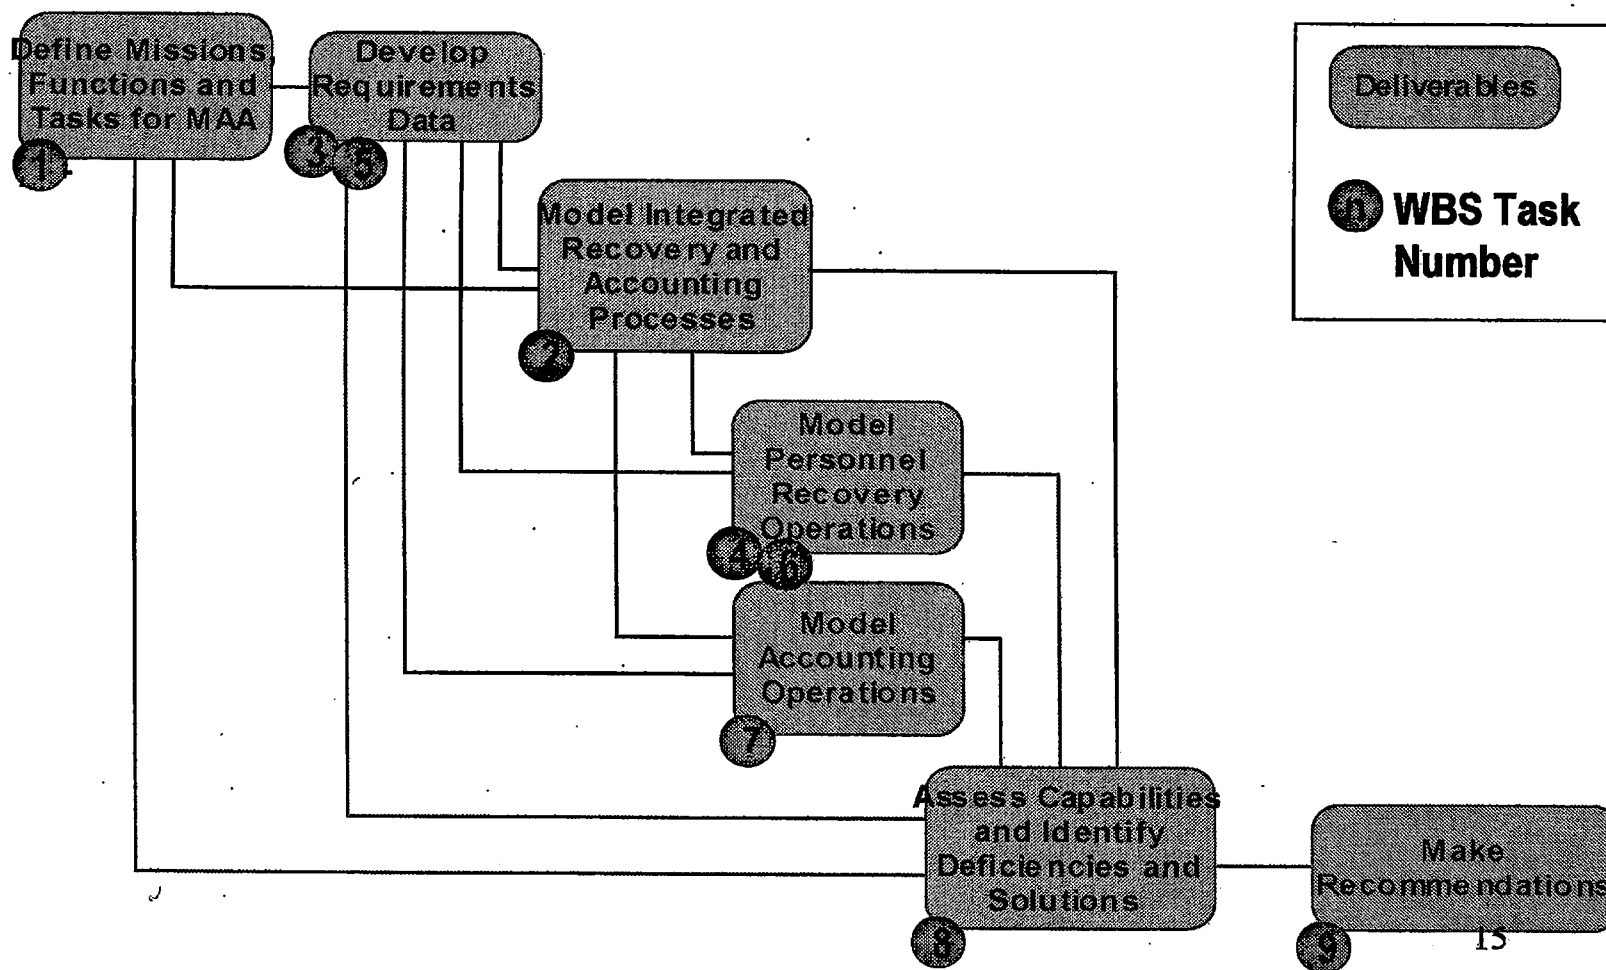 Define Missions,
Functions and
Tasks for MAA
1
Develop
Requirements
Data
3
5
Model Integrated
Recovery and
Accounting
Processes
2
Model
Personnel
Recovery
Operations
4
6
Model
Accounting
Operations
7
Assess Capabilities
and Identify
Deficiencies and
Solutions
8
Make
Recommendations
9
15
Deliverables
n WBS Task
Number